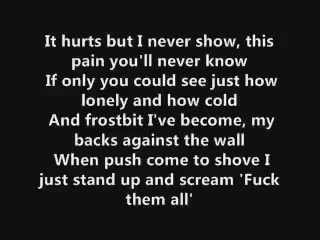 It hurts but I never show, this
pain you'll never know
If only you could see just how
lonely and how cold
And frostbit I've become, my
backs against the wall
When push come to shove I
just stand up and scream 'Fuck
them all'